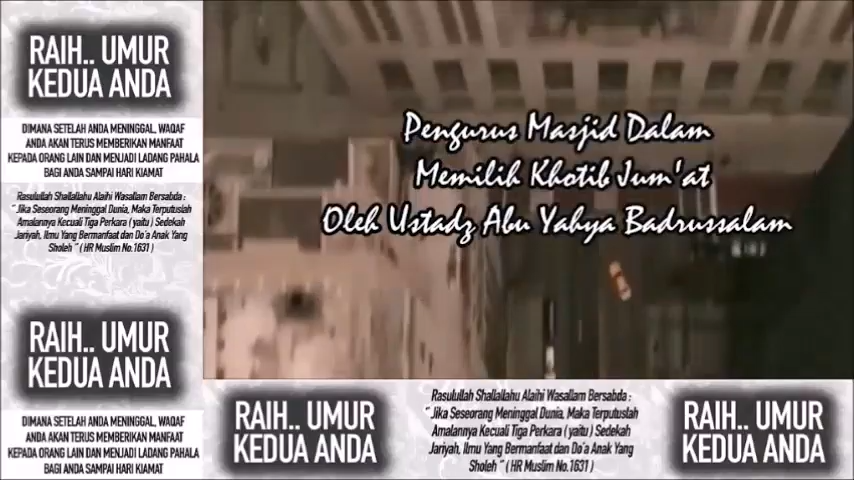 RAIH.. UMUR
KEDUA ANDA
DIMANA SETELAH ANDA MENINGGAL, WAQAF
ANDA AKAN TERUS MEMBERIKAN MANFAAT
KEPADA ORANG LAIN DAN MENJADI LADANG PAHALA
BAGI ANDA SAMPAI HARI KIAMAT
Rasulullah Shallallahu Alaihi Wasallam Bersabda :
"Jika Seseorang Meninggal Dunia, Maka Terputuslah
Amalannya Kecuali Tiga Perkara ( yaitu ) Sedekah
Jariyah, Ilmu Yang Bermanfaat dan Do'a Anak Yang
Sholeh " ( HR Muslim No.1631 )
RAIH.. UMUR
KEDUA ANDA
DIMANA SETELAH ANDA MENINGGAL, WAQAF
ANDA AKAN TERUS MEMBERIKAN MANFAAT
KEPADA ORANG LAIN DAN MENJADI LADANG PAHALA
BAGI ANDA SAMPAI HARI KIAMAT
Pengurus Masjid Dalam
Memilih Khotib Jum'at
Oleh Ustadz Abu Yahya Badrussalam
RAIH.. UMUR
KEDUA ANDA
Rasulullah Shallallahu Alaihi Wasallam Bersabda :
" Jika Seseorang Meninggal Dunia, Maka Terputuslah
Amalannya Kecuali Tiga Perkara ( yaitu ) Sedekah
Jariyah, Ilmu Yang Bermanfaat dan Do'a Anak Yang
Sholeh " ( HR Muslim No.1631 )
RAIH.. UMUR
KEDUA ANDA